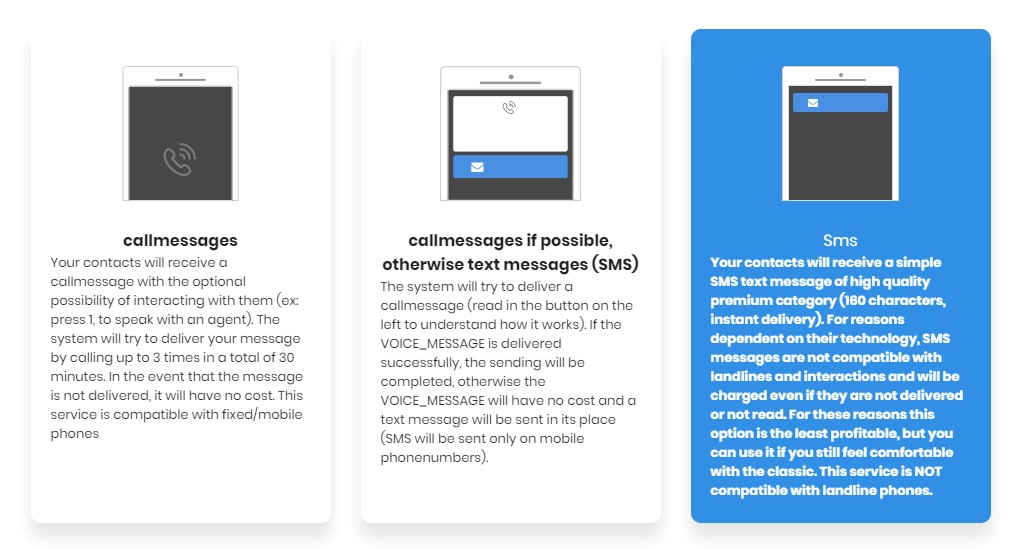 callmessages
Your contacts will receive a
callmessage with the optional
possibility of interacting with them (ex:
press 1, to speak with an agent). The
system will try to deliver your message
by calling up to 3 times in a total of 30
minutes. In the event that the message
is not delivered, it will have no cost. This
service is compatible with fixed/mobile
phones
callmessages if possible,
otherwise text messages (SMS)
The system will try to deliver a
callmessage (read in the button on the
left to understand how it works). If the
VOICE_MESSAGE is delivered
successfully, the sending will be
completed, otherwise the
VOICE_MESSAGE will have no cost and a
text message will be sent in its place
(SMS will be sent only on mobile
phonenumbers).
Sms
Your contacts will receive a simple
SMS text message of high quality
premium category (160 characters,
instant delivery). For reasons
dependent on their technology, SMS
messages are not compatible with
landlines and interactions and will be
charged even if they are not delivered
or not read. For these reasons this
option is the least profitable, but you
can use it if you still feel comfortable
with the classic. This service is NOT
compatible with landline phones.